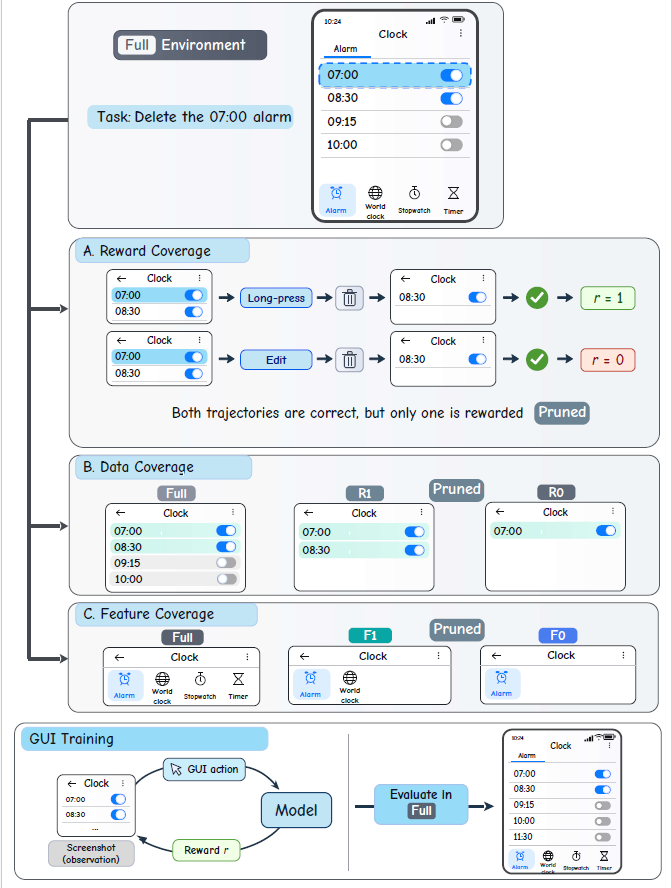 Full Environment
Task: Delete the 07:00 alarm
10:24
Clock
Alarm
07:00
08:30
09:15
10:00
Alarm
World clock
Stopwatch
Timer
A. Reward Coverage
Clock
07:00
08:30
Long-press
Clock
08:30
r = 1
Clock
07:00
08:30
Edit
Clock
08:30
r = 0
Both trajectories are correct, but only one is rewarded Pruned
B. Data Coverage
Full
Clock
07:00
08:30
09:15
10:00
R1
Clock
07:00
08:30
Pruned
R0
Clock
07:00
C. Feature Coverage
Full
Clock
Alarm
World clock
Stopwatch
Timer
F1
Clock
Alarm
World clock
Pruned
F0
Clock
Alarm
GUI Training
Clock
07:00
08:30
...
Screenshot
(observation)
GUI action
Model
Reward r
Evaluate in
Full
10:24
Clock
Alarm
07:00
08:30
09:15
10:00
11:30
Alarm
World clock
Stopwatch
Timer